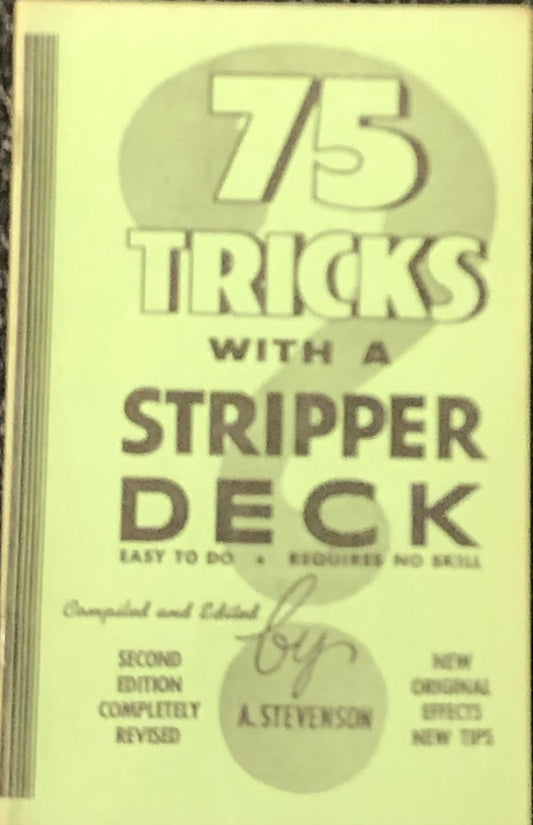 75
TRICKS
WITH A
STRIPPER
DECK
EASY TO DO • REQUIRES NO SKILL
Compiled and Edited
by
A. STEVENSON
SECOND
EDITION
COMPLETELY
REVISED
NEW
ORIGINAL
EFFECTS
NEW TIPS